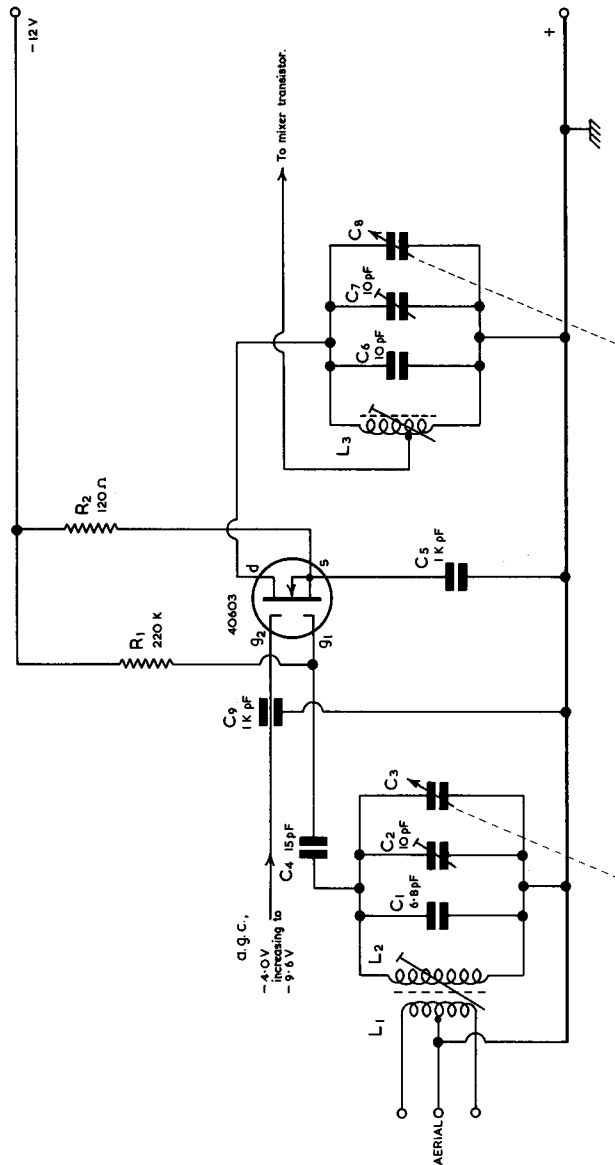 -12V
R2
120Ω
R1
220 K
To mixer transistor.
40603
d
g2
s
g1
C9
1K pF
a.g.c.,
-4·0V
increasing to
-9·6V
C4
15pF
C5
1K pF
L3
C6
10pF
C7
10pF
C8
AERIAL
L1
L2
C1
6·8pF
C2
10pF
C3
+